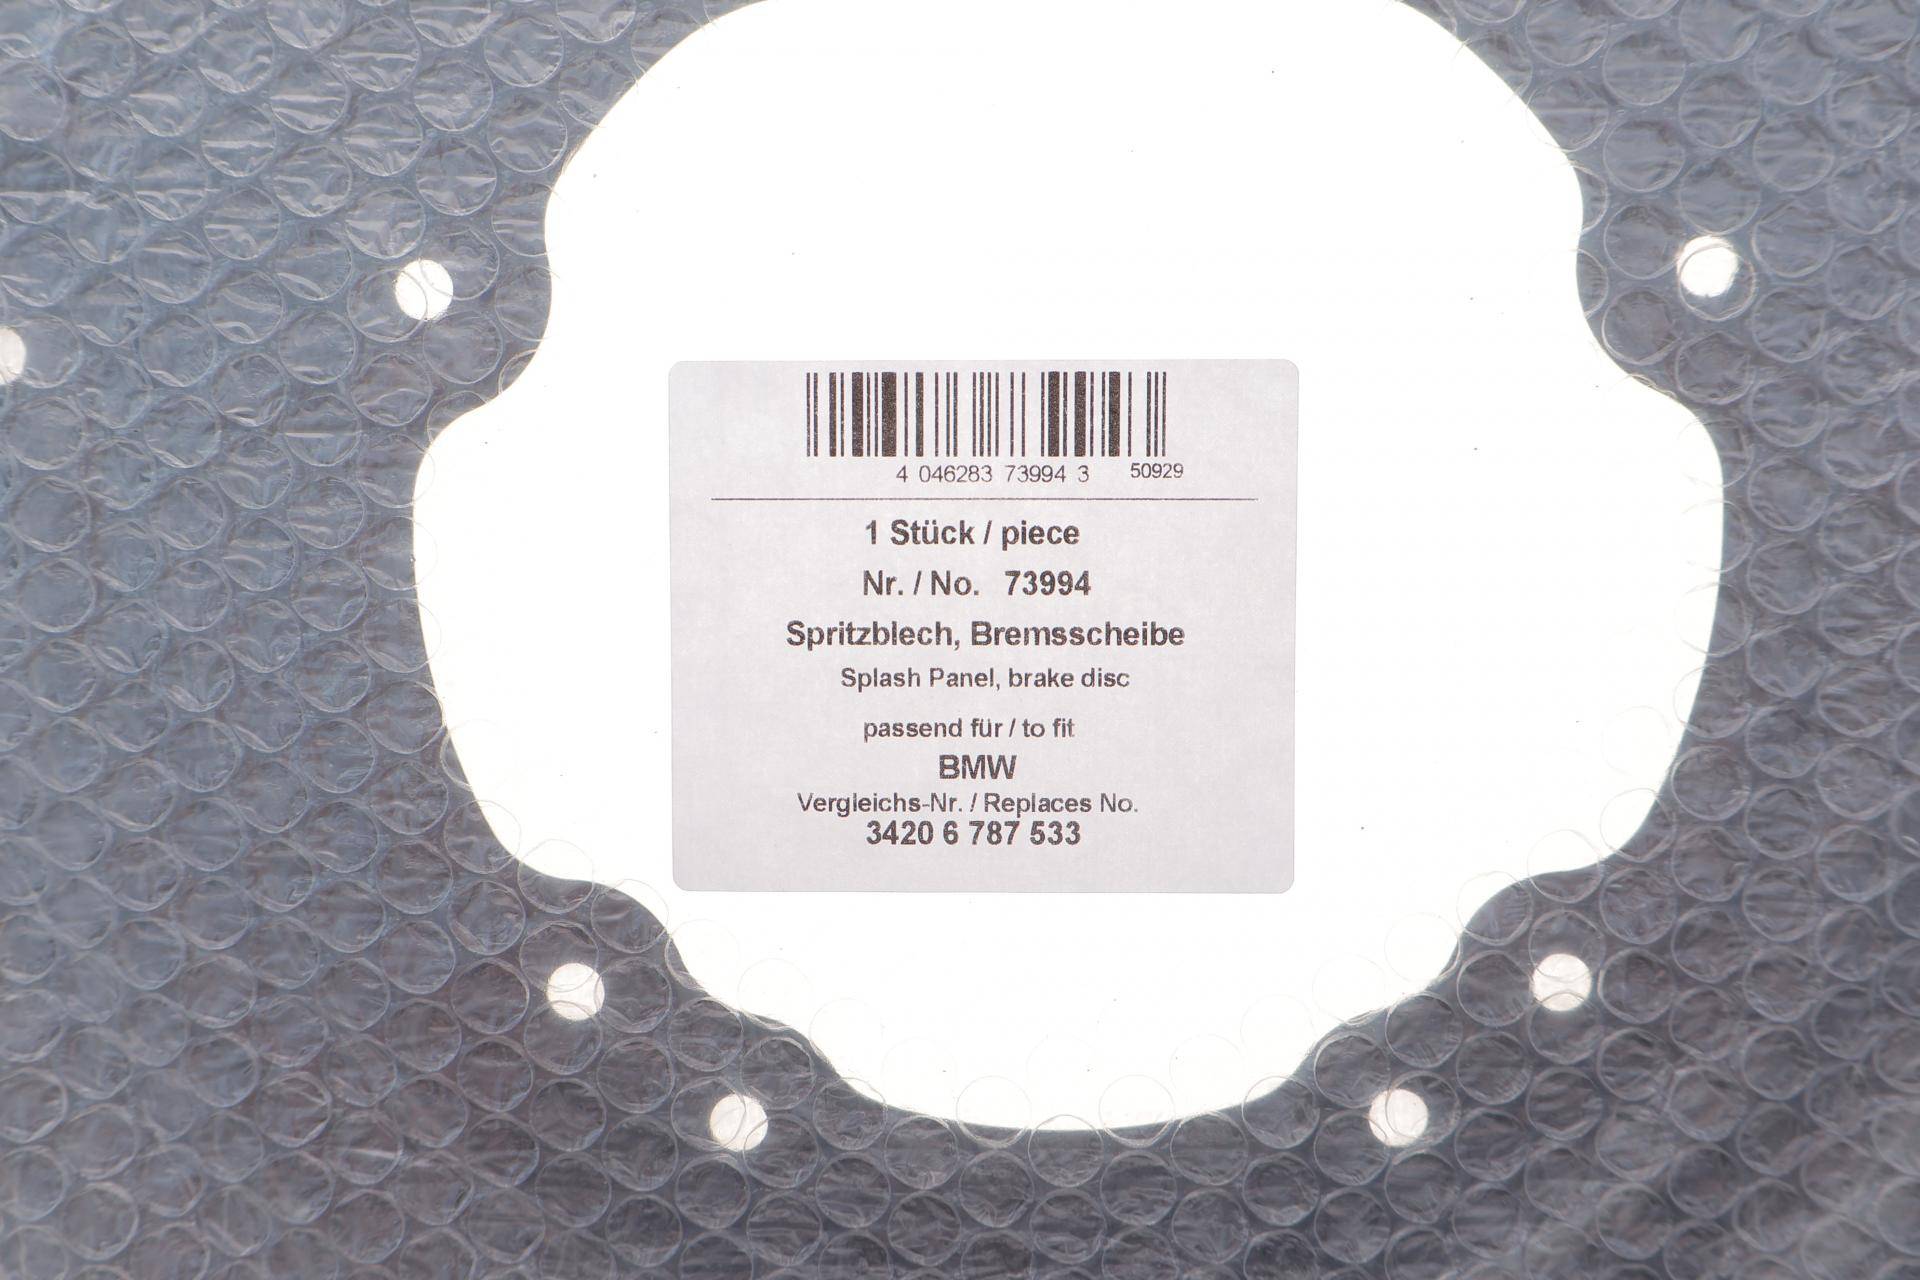 4 046283 73994 3 50929
1 Stück / piece
Nr. / No. 73994
Spritzblech, Bremsscheibe
Splash Panel, brake disc
passend für / to fit
BMW
Vergleichs-Nr. / Replaces No.
3420 6 787 533